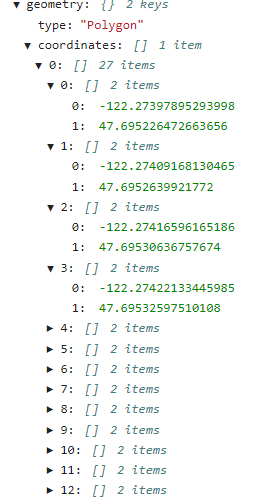 ▼ geometry: {} 2 keys
type: "Polygon"
▼ coordinates: [] 1 item
▼ 0: [] 27 items
▼ 0: [] 2 items
0: -122.27397895293998
1: 47.695226472663656
▼ 1: [] 2 items
0: -122.27409168130465
1: 47.6952639921772
▼ 2: [] 2 items
0: -122.27416596165186
1: 47.69530636757674
▼ 3: [] 2 items
0: -122.27422133445985
1: 47.69532597510108
▶ 4: [] 2 items
▶ 5: [] 2 items
▶ 6: [] 2 items
▶ 7: [] 2 items
▶ 8: [] 2 items
▶ 9: [] 2 items
▶ 10: [] 2 items
▶ 11: [] 2 items
▶ 12: [] 2 items